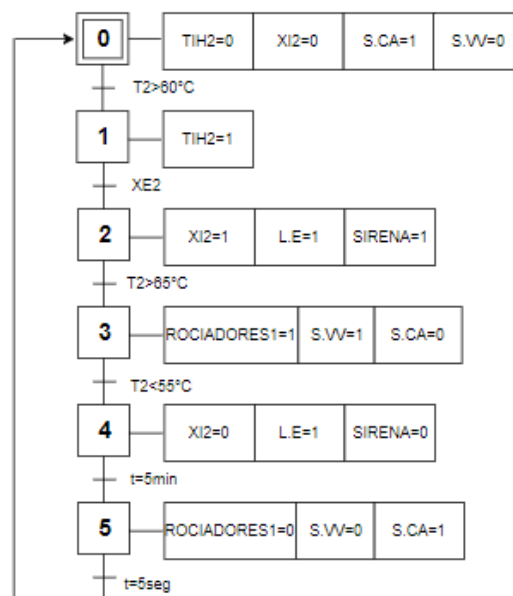 0 TIH2=0 XI2=0 S.CA=1 S.VV=0
T2>60°C
1 TIH2=1
XE2
2 XI2=1 L.E=1 SIRENA=1
T2>65°C
3 ROCIADORES1=1 S.VV=1 S.CA=0
T2<55°C
4 XI2=0 L.E=1 SIRENA=0
t=5min
5 ROCIADORES1=0 S.VV=0 S.CA=1
t=5seg